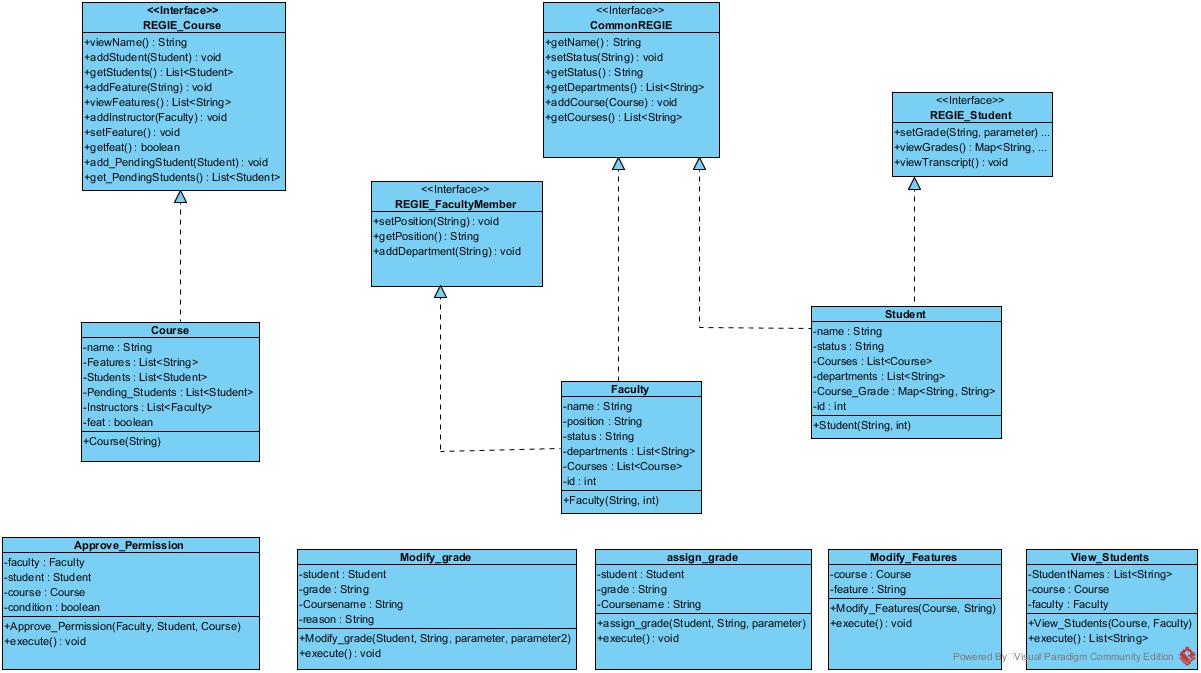 <<Interface>>
REGIE_Course
+viewName() : String
+addStudent(Student) : void
+getStudents() : List<Student>
+addFeature(String) : void
+viewFeatures() : List<String>
+addInstructor(Faculty) : void
+setFeature() : void
+getfeat() : boolean
+add_PendingStudent(Student) : void
+get_PendingStudents() : List<Student>
<<Interface>>
CommonREGIE
+getName() : String
+setStatus(String) : void
+getStatus() : String
+getDepartments() : List<String>
+addCourse(Course) : void
+getCourses() : List<String>
<<Interface>>
REGIE_Student
+setGrade(String, parameter) ...
+viewGrades() : Map<String, ...
+viewTranscript() : void
<<Interface>>
REGIE_FacultyMember
+setPosition(String) : void
+getPosition() : String
+addDepartment(String) : void
Course
-name : String
-Features : List<String>
-Students : List<Student>
-Pending_Students : List<Student>
-Instructors : List<Faculty>
-feat : boolean
+Course(String)
Faculty
-name : String
-position : String
-status : String
-departments : List<String>
-Courses : List<Course>
-id : int
+Faculty(String, int)
Student
-name : String
-status : String
-Courses : List<Course>
-departments : List<String>
-Course_Grade : Map<String, String>
-id : int
+Student(String, int)
Approve_Permission
-faculty : Faculty
-student : Student
-course : Course
-condition : boolean
+Approve_Permission(Faculty, Student, Course)
+execute() : void
Modify_grade
-student : Student
-grade : String
-Coursename : String
-reason : String
+Modify_grade(Student, String, parameter, parameter2)
+execute() : void
assign_grade
-student : Student
-grade : String
-Coursename : String
+assign_grade(Student, String, parameter)
+execute() : void
Modify_Features
-course : Course
-feature : String
+Modify_Features(Course, String)
+execute() : void
View_Students
-StudentNames : List<String>
-course : Course
-faculty : Faculty
+View_Students(Course, Faculty)
+execute() : List<String>
Powered By Visual Paradigm Community Edition